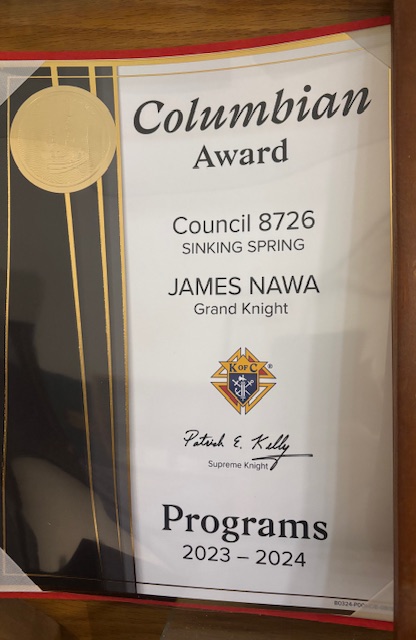 Columbian
Award
Council 8726
SINKING SPRING
JAMES NAWA
Grand Knight
K OF C ®
Patrick E. Kelly
Supreme Knight
Programs
2023 – 2024